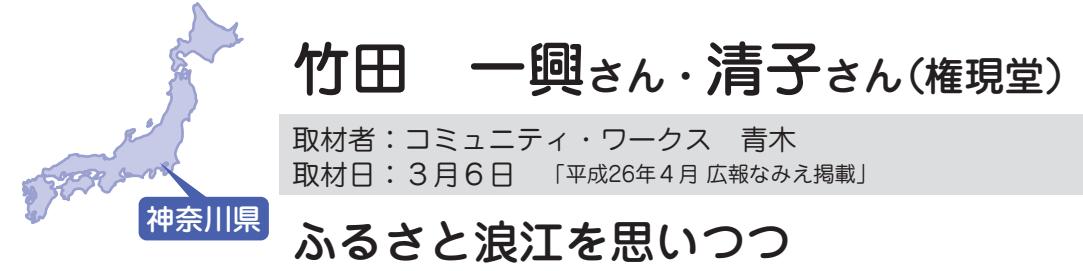 竹田　一興さん・清子さん（権現堂）
取材者：コミュニティ・ワークス　青木
取材日：３月６日　「平成26年４月 広報なみえ掲載」
神奈川県
ふるさと浪江を思いつつ